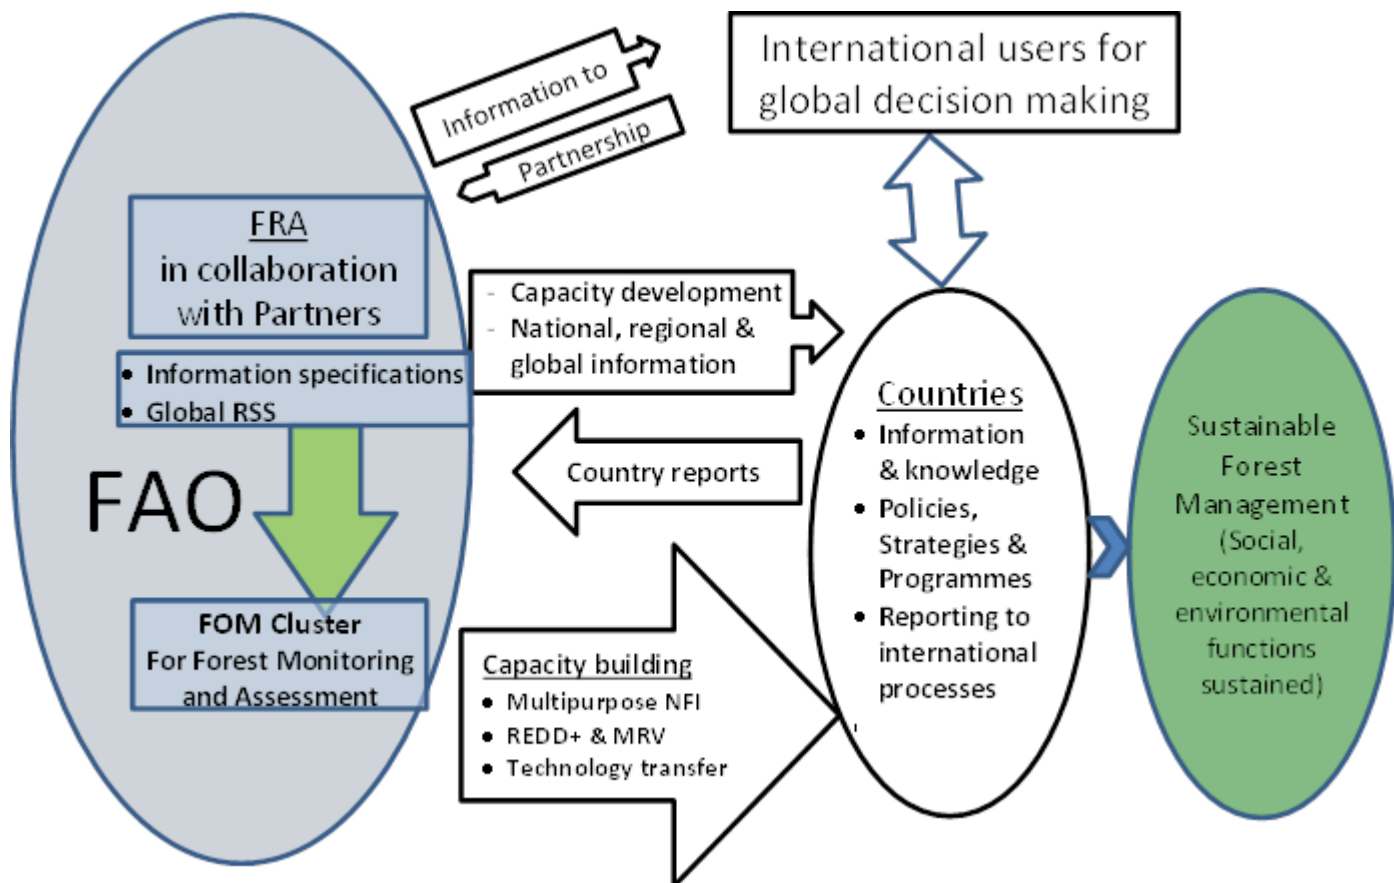 Information to
Partnership
International users for
global decision making
FRA
in collaboration
with Partners
• Information specifications
• Global RSS
FAO
FOM Cluster
For Forest Monitoring
and Assessment
- Capacity development
- National, regional &
global information
Country reports
Capacity building
• Multipurpose NFI
• REDD+ & MRV
• Technology transfer
Countries
• Information
& knowledge
• Policies,
Strategies &
Programmes
• Reporting to
international
processes
Sustainable
Forest
Management
(Social,
economic &
environmental
functions
sustained)